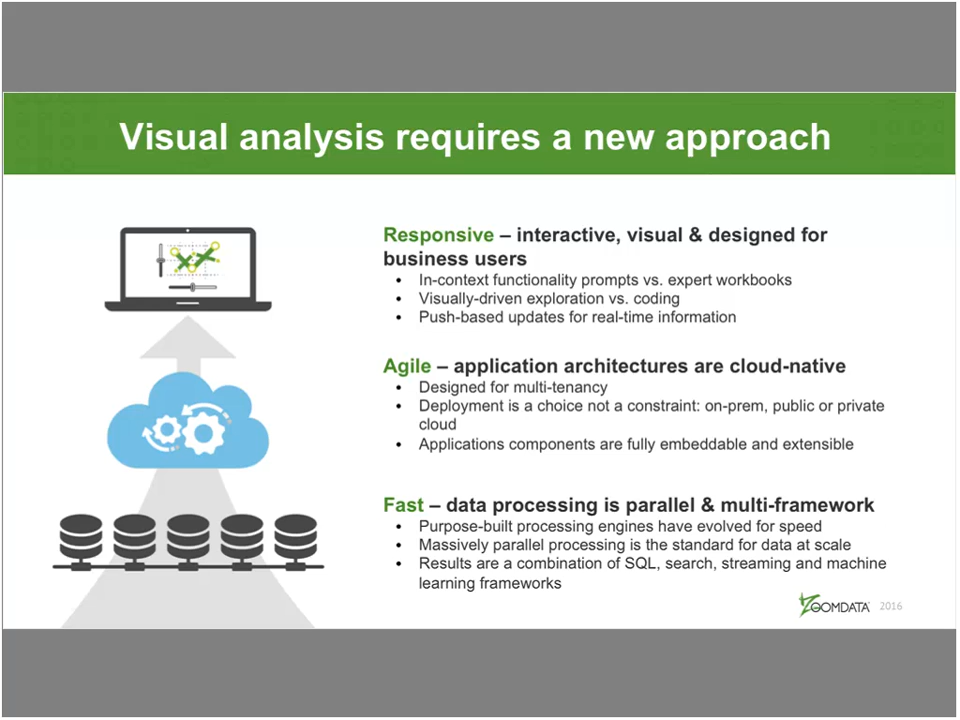 Visual analysis requires a new approach
Responsive – interactive, visual & designed for
business users
• In-context functionality prompts vs. expert workbooks
• Visually-driven exploration vs. coding
• Push-based updates for real-time information
Agile – application architectures are cloud-native
• Designed for multi-tenancy
• Deployment is a choice not a constraint: on-prem, public or private
cloud
• Applications components are fully embeddable and extensible
Fast – data processing is parallel & multi-framework
• Purpose-built processing engines have evolved for speed
• Massively parallel processing is the standard for data at scale
• Results are a combination of SQL, search, streaming and machine
learning frameworks
ZOOMDATA 2016